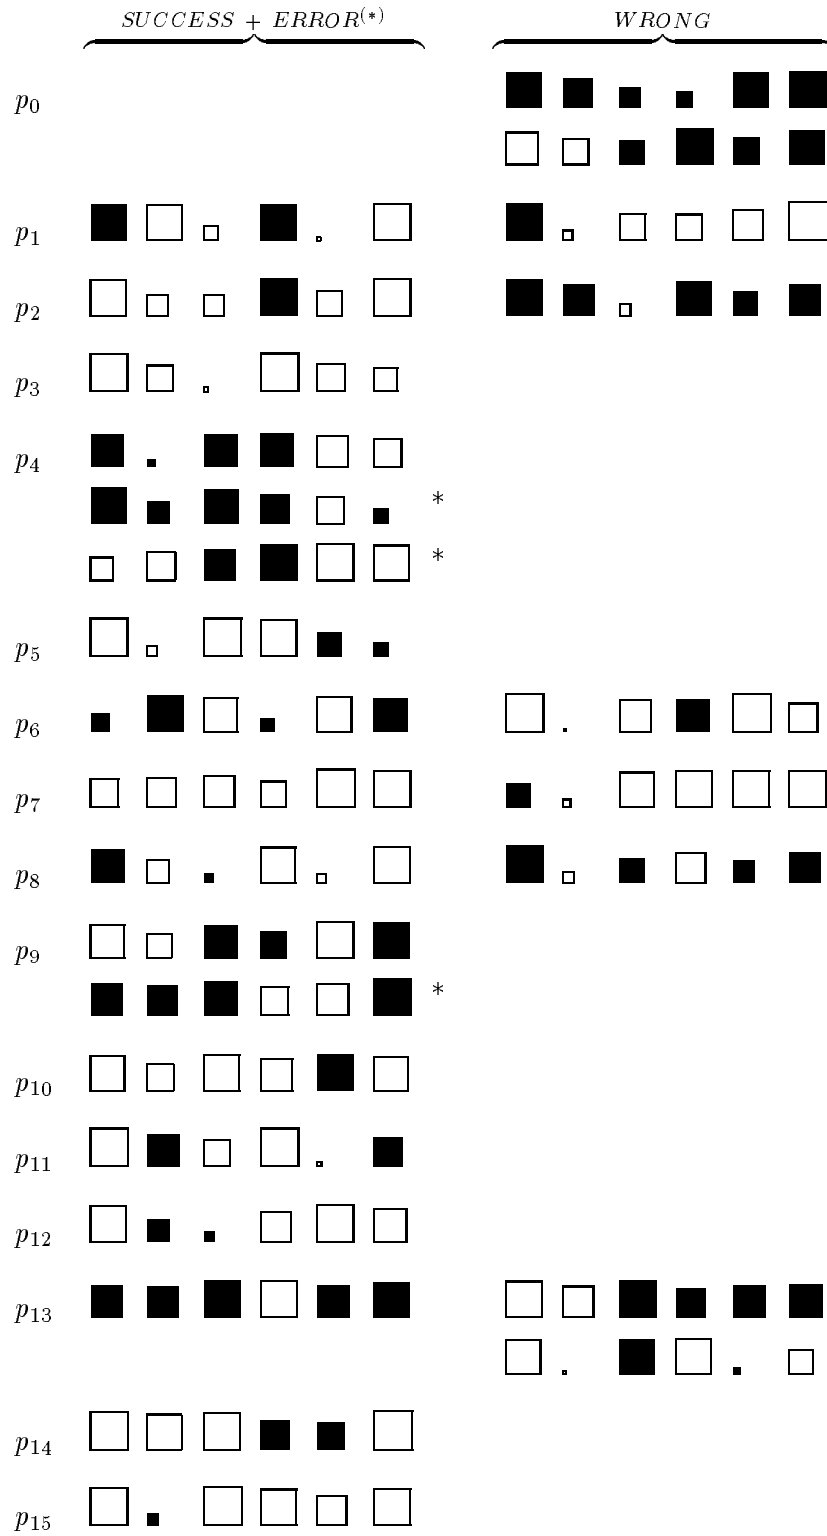 SUCCESS + ERROR(*) WRONG
p0
p1
p2
p3
p4
*
*
p5
p6
p7
p8
p9
*
p10
p11
p12
p13
p14
p15